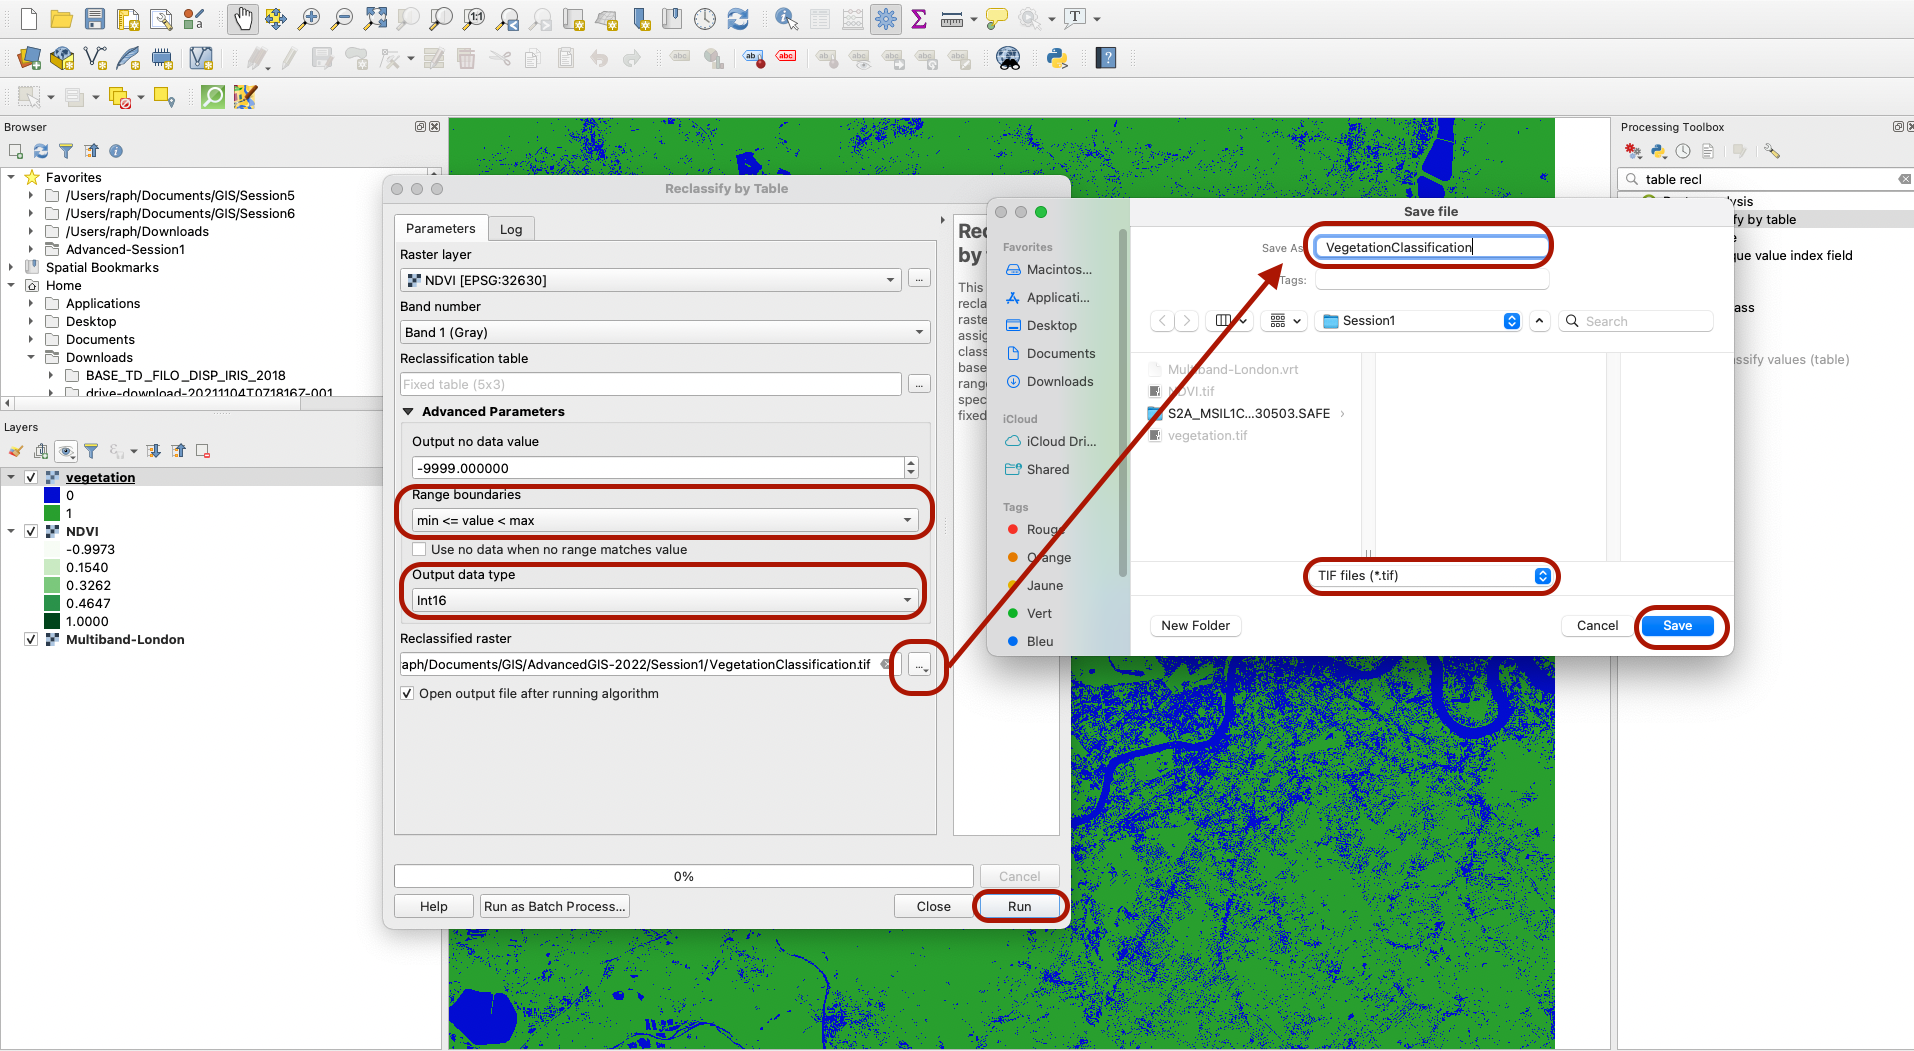 Browser
Favorites
/Users/raph/Documents/GIS/Session5
/Users/raph/Documents/GIS/Session6
/Users/raph/Downloads
Advanced-Session1
Spatial Bookmarks
Home
Applications
Desktop
Documents
Downloads
BASE_TD_FILO_DISP_IRIS_2018
drive-download-20211104T071816Z-001
Layers
vegetation
0
1
NDVI
-0.9973
0.1540
0.3262
0.4647
1.0000
Multiband-London
Reclassify by Table
Parameters
Log
Raster layer
NDVI [EPSG:32630]
...
Band number
Band 1 (Gray)
Reclassification table
Fixed table (5x3)
...
Advanced Parameters
Output no data value
-9999.000000
Range boundaries
min <= value < max
Use no data when no range matches value
Output data type
Int16
Reclassified raster
aph/Documents/GIS/AdvancedGIS-2022/Session1/VegetationClassification.tif
...
Open output file after running algorithm
0%
Cancel
Help
Run as Batch Process...
Close
Run
Rec
by
This
recla
raste
assig
class
base
rang
spec
fixed
Save file
Favorites
Macintos...
Applicati...
Desktop
Documents
Downloads
iCloud
iCloud Dri...
Shared
Tags
Rouge
Orange
Jaune
Vert
Bleu
Save As
VegetationClassification
Tags:
Session1
Search
Multiband-London.vrt
NDVI.tif
S2A_MSIL1C...30503.SAFE
vegetation.tif
TIF files (*.tif)
New Folder
Cancel
Save
Processing Toolbox
table recl
ysis
fy by table
que value index field
ass
ssify values (table)